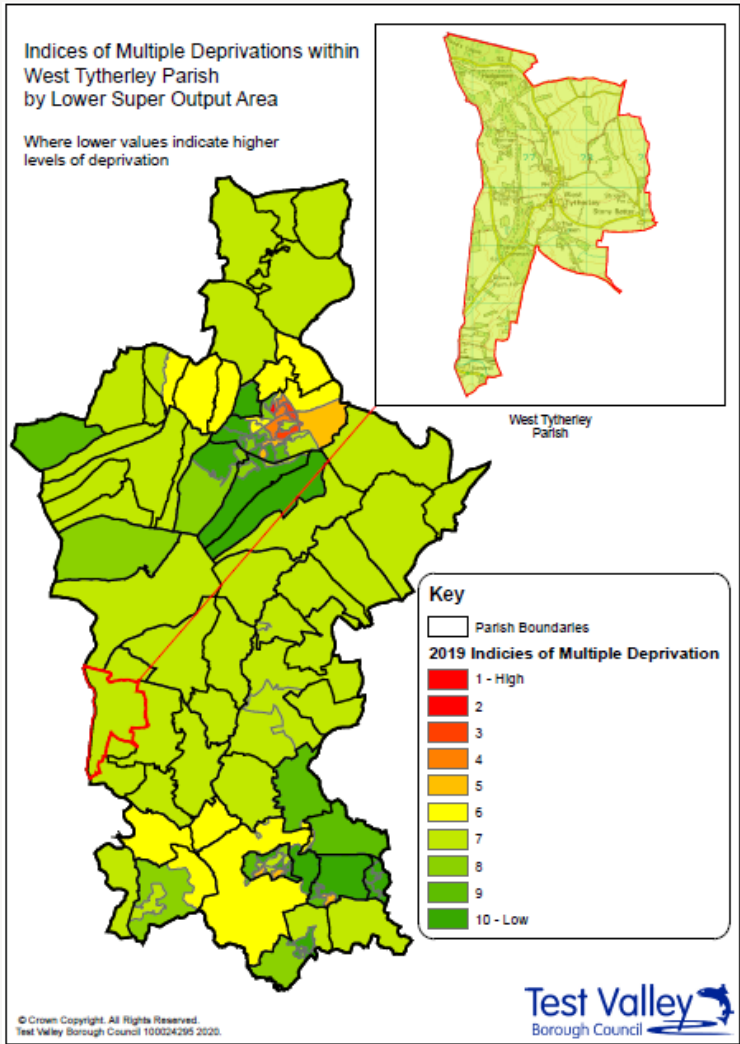 Indices of Multiple Deprivations within
West Tytherley Parish
by Lower Super Output Area
Where lower values indicate higher
levels of deprivation
West
Tytherley
West Tytherley
Parish
Key
Parish Boundaries
2019 Indicies of Multiple Deprivation
1 - High
2
3
4
5
6
7
8
9
10 - Low
© Crown Copyright. All Rights Reserved.
Test Valley Borough Council 100024295 2020.
Test Valley
Borough Council